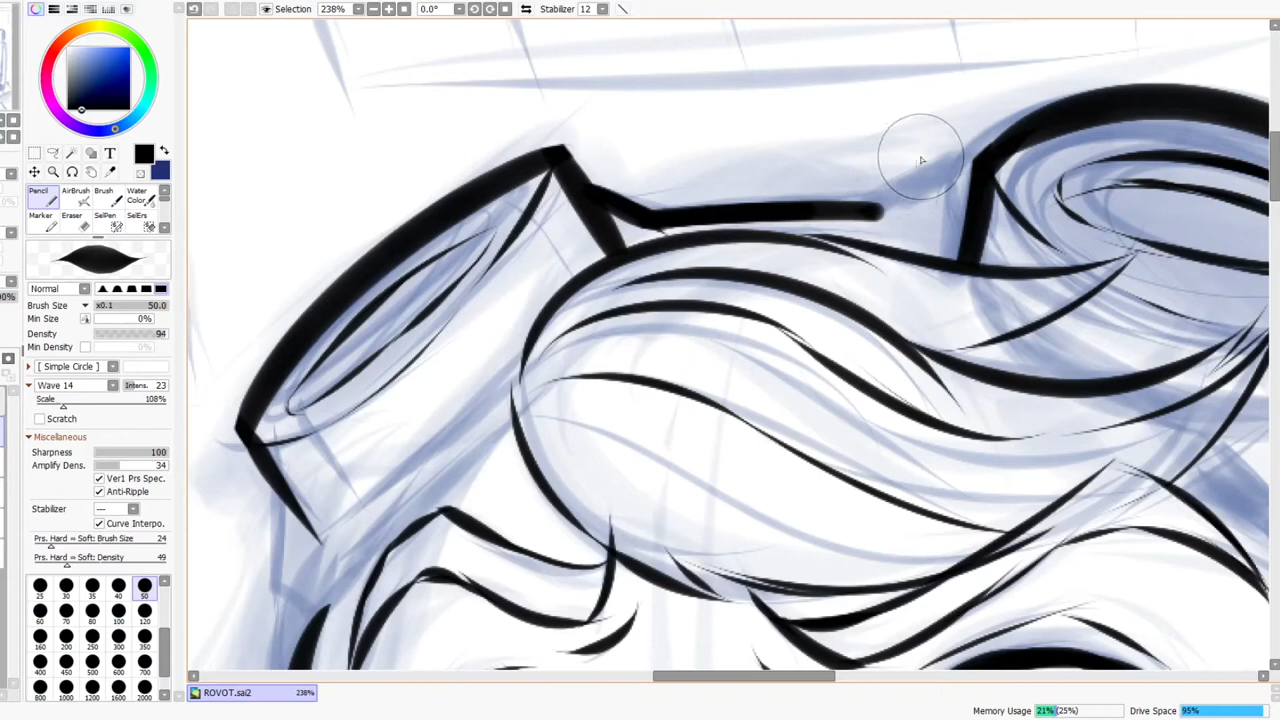 Selection 238% 0.0° Stabilizer 12
Pencil AirBrush Brush Water Color
Marker Eraser SelPen SelErs
Normal
Brush Size x0.1 50.0
Min Size 0%
Density 94
Min Density 0%
[ Simple Circle ]
Wave 14 Intens. 23
Scale 108%
Scratch
Miscellaneous
Sharpness 100
Amplify Dens. 34
Ver1 Prs Spec.
Anti-Ripple
Stabilizer ---
Curve Interpo.
Prs. Hard ⇔ Soft: Brush Size 24
Prs. Hard ⇔ Soft: Density 49
25 30 35 40 50
60 70 80 100 120
160 200 250 300 350
400 450 500 600 700
800 1000 1200 1600 2000
ROVOT.sai2 238%
Memory Usage 21% (25%) Drive Space 95%